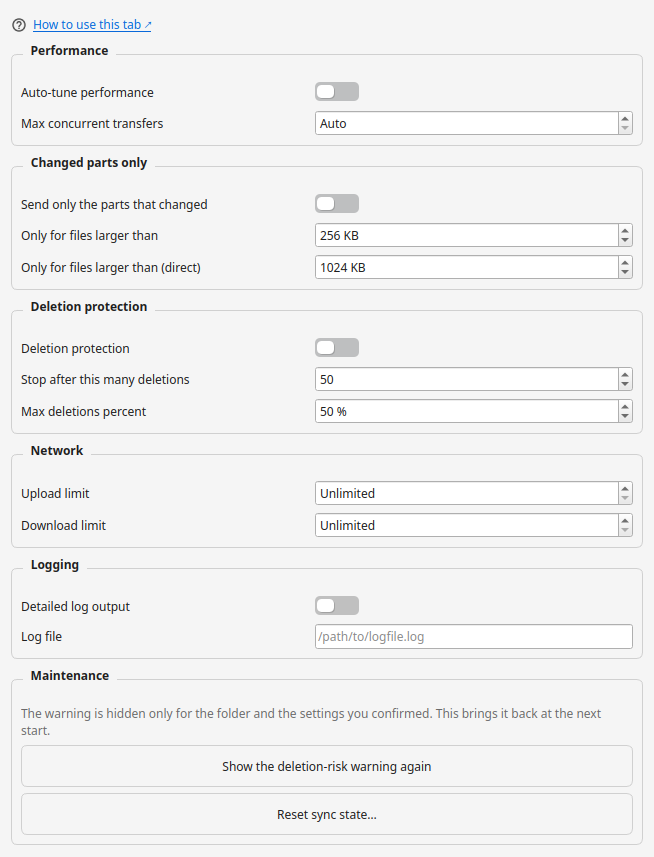 How to use this tab ↗
Performance
Auto-tune performance
Max concurrent transfers
Auto
Changed parts only
Send only the parts that changed
Only for files larger than
256 KB
Only for files larger than (direct)
1024 KB
Deletion protection
Deletion protection
Stop after this many deletions
50
Max deletions percent
50 %
Network
Upload limit
Unlimited
Download limit
Unlimited
Logging
Detailed log output
Log file
/path/to/logfile.log
Maintenance
The warning is hidden only for the folder and the settings you confirmed. This brings it back at the next
start.
Show the deletion-risk warning again
Reset sync state...